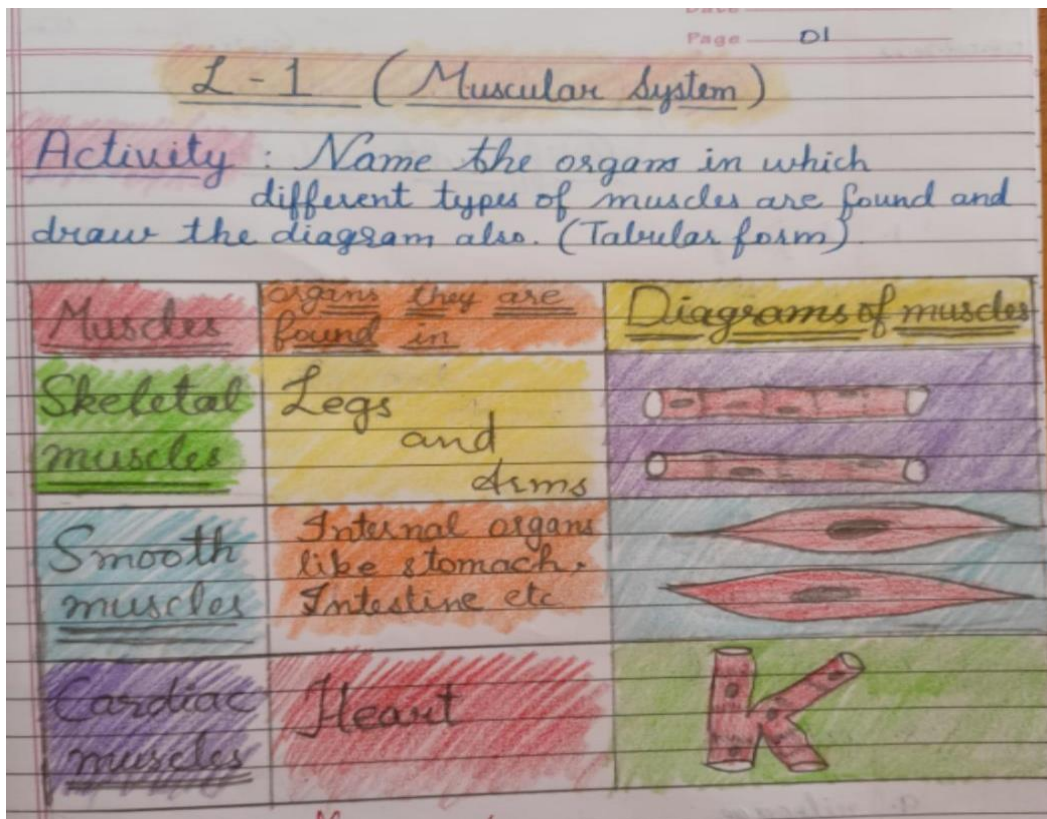 Date
Page 01
L - 1 (Muscular System)
Activity : Name the organs in which
different types of muscles are found and
draw the diagram also. (Tabular form)
Muscles
organs they are
found in
Diagrams of muscles
Skeletal
muscles
Legs
and
Arms
Smooth
muscles
Internal organs
like stomach,
Intestine etc
Cardiac
muscles
Heart